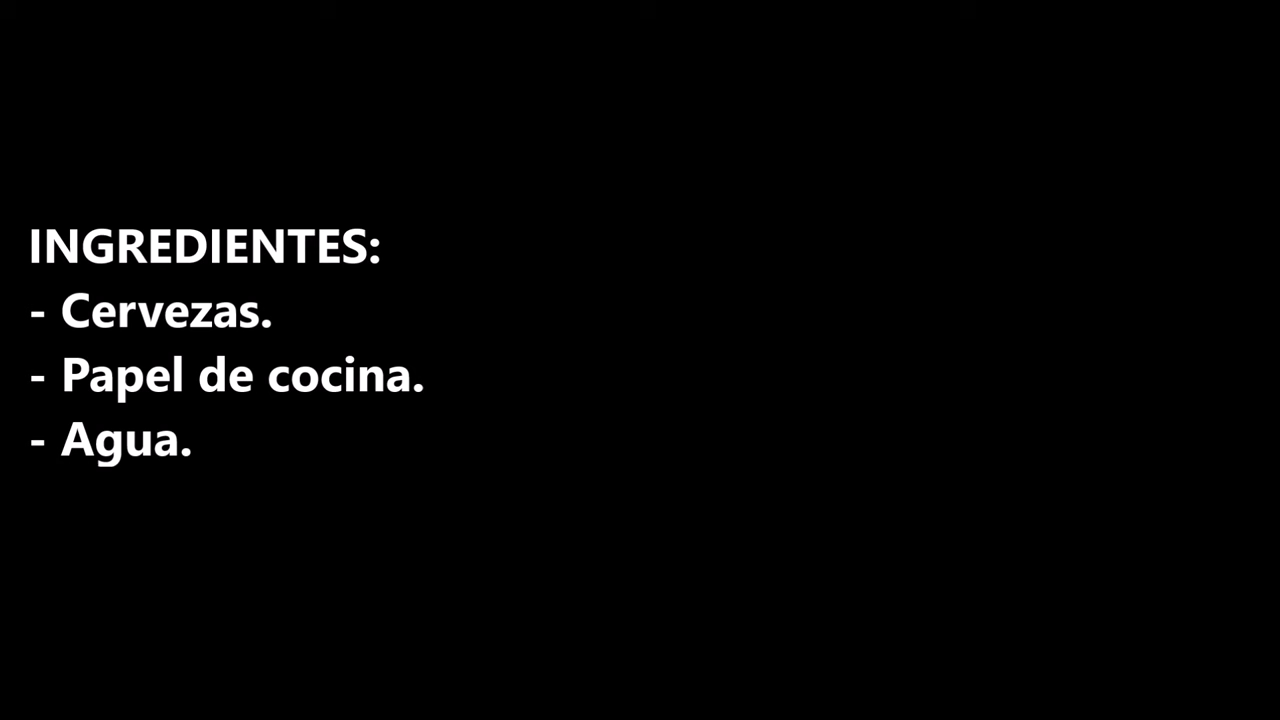 INGREDIENTES:
- Cervezas.
- Papel de cocina.
- Agua.